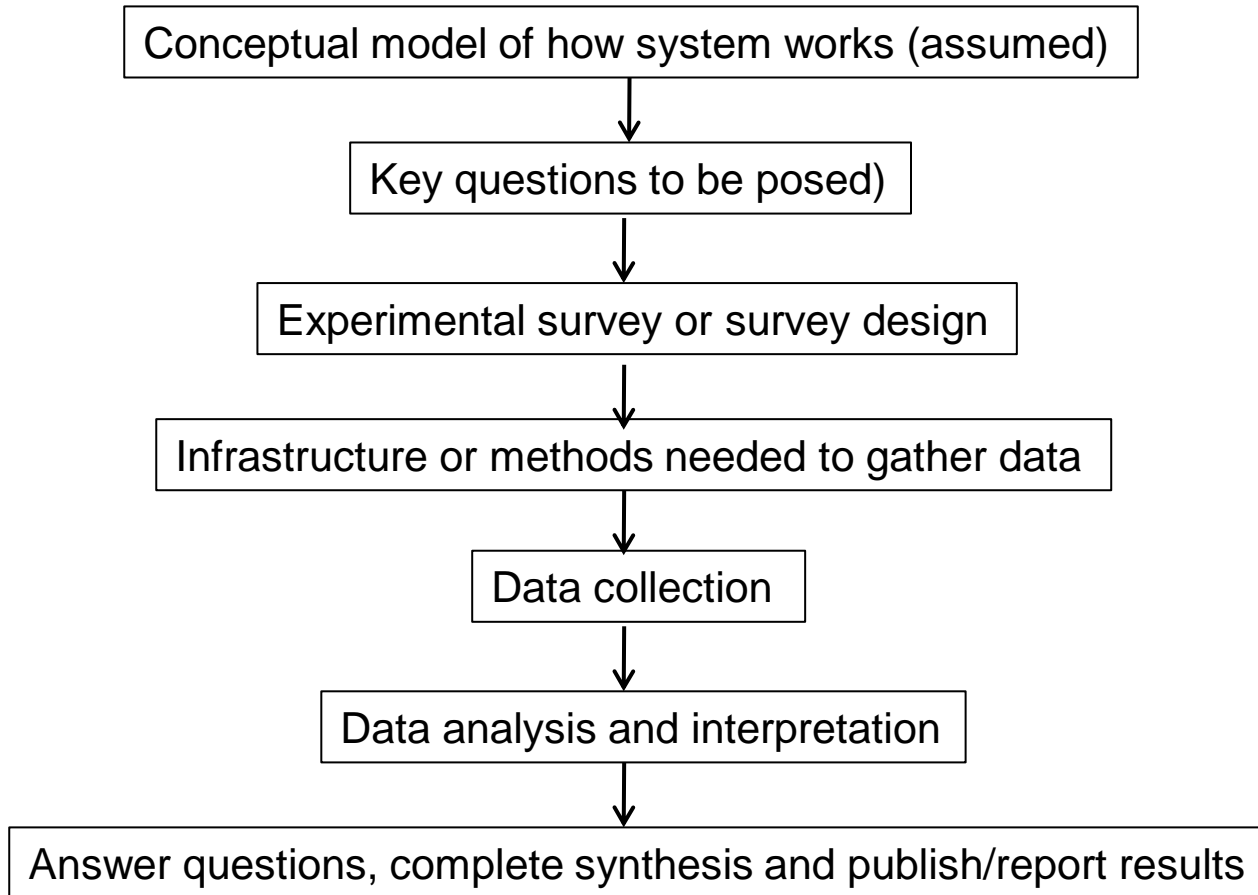 Conceptual model of how system works (assumed)
Key questions to be posed)
Experimental survey or survey design
Infrastructure or methods needed to gather data
Data collection
Data analysis and interpretation
Answer questions, complete synthesis and publish/report results